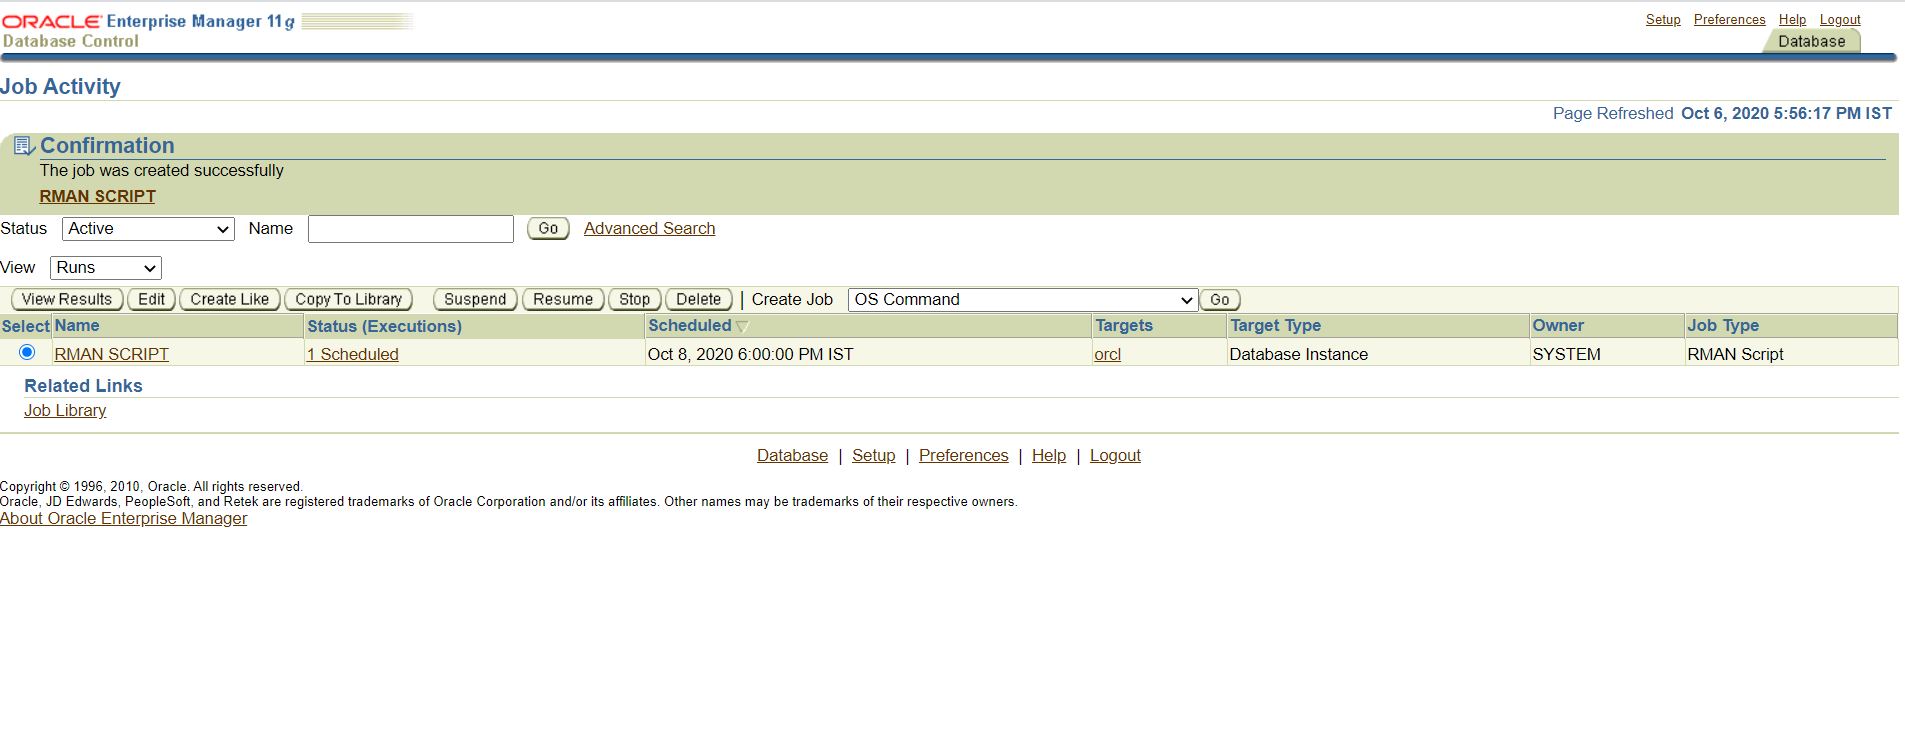 ORACLE Enterprise Manager 11g
Database Control
Setup Preferences Help Logout
Database
Job Activity
Page Refreshed Oct 6, 2020 5:56:17 PM IST
Confirmation
The job was created successfully
RMAN SCRIPT
Status Active Name Go Advanced Search
View Runs
View Results Edit Create Like Copy To Library Suspend Resume Stop Delete | Create Job OS Command Go
Select Name Status (Executions) Scheduled Targets Target Type Owner Job Type
RMAN SCRIPT 1 Scheduled Oct 8, 2020 6:00:00 PM IST orcl Database Instance SYSTEM RMAN Script
Related Links
Job Library
Database | Setup | Preferences | Help | Logout
Copyright © 1996, 2010, Oracle. All rights reserved.
Oracle, JD Edwards, PeopleSoft, and Retek are registered trademarks of Oracle Corporation and/or its affiliates. Other names may be trademarks of their respective owners.
About Oracle Enterprise Manager